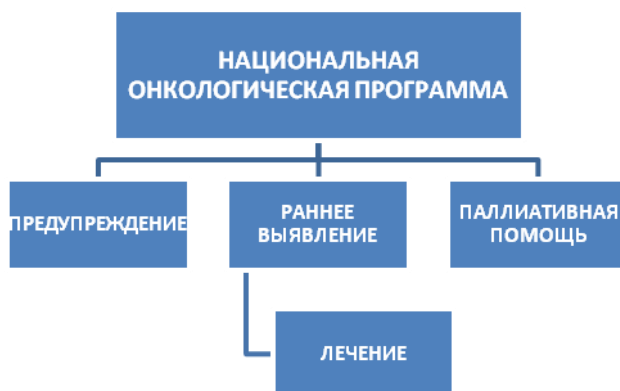 НАЦИОНАЛЬНАЯ
ОНКОЛОГИЧЕСКАЯ ПРОГРАММА
ПРЕДУПРЕЖДЕНИЕ
РАННЕЕ
ВЫЯВЛЕНИЕ
ПАЛЛИАТИВНАЯ
ПОМОЩЬ
ЛЕЧЕНИЕ